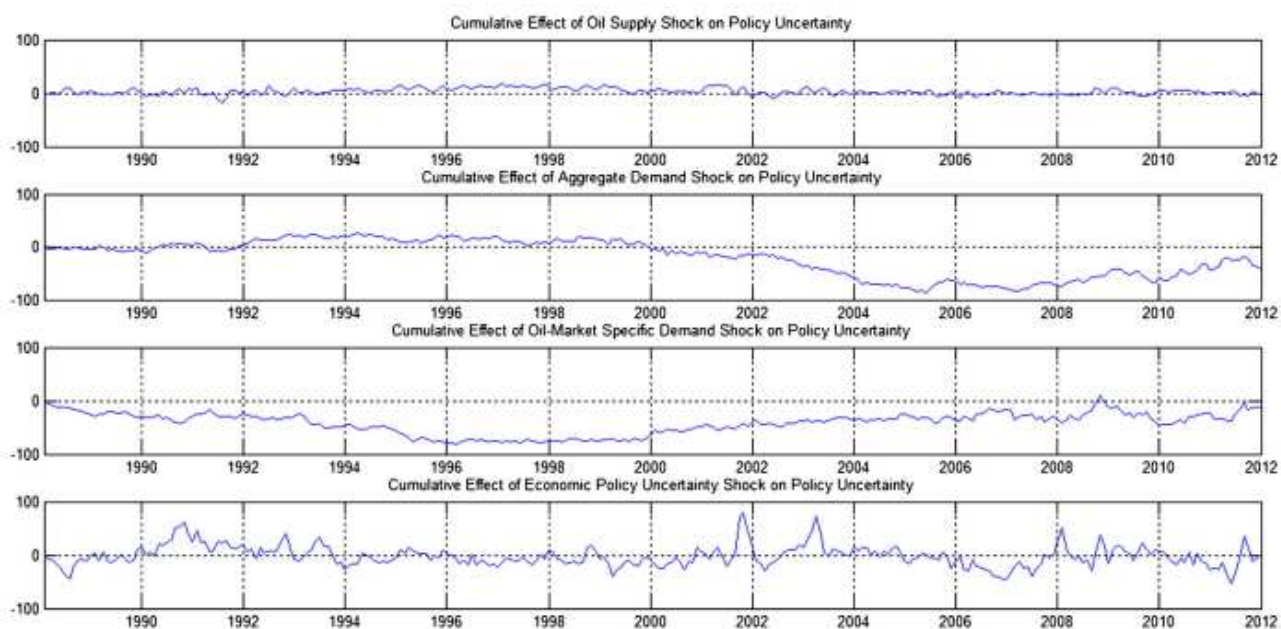 Cumulative Effect of Oil Supply Shock on Policy Uncertainty
100
0
-100
1990 1992 1994 1996 1998 2000 2002 2004 2006 2008 2010 2012
Cumulative Effect of Aggregate Demand Shock on Policy Uncertainty
100
0
-100
1990 1992 1994 1996 1998 2000 2002 2004 2006 2008 2010 2012
Cumulative Effect of Oil-Market Specific Demand Shock on Policy Uncertainty
100
0
-100
1990 1992 1994 1996 1998 2000 2002 2004 2006 2008 2010 2012
Cumulative Effect of Economic Policy Uncertainty Shock on Policy Uncertainty
100
0
-100
1990 1992 1994 1996 1998 2000 2002 2004 2006 2008 2010 2012